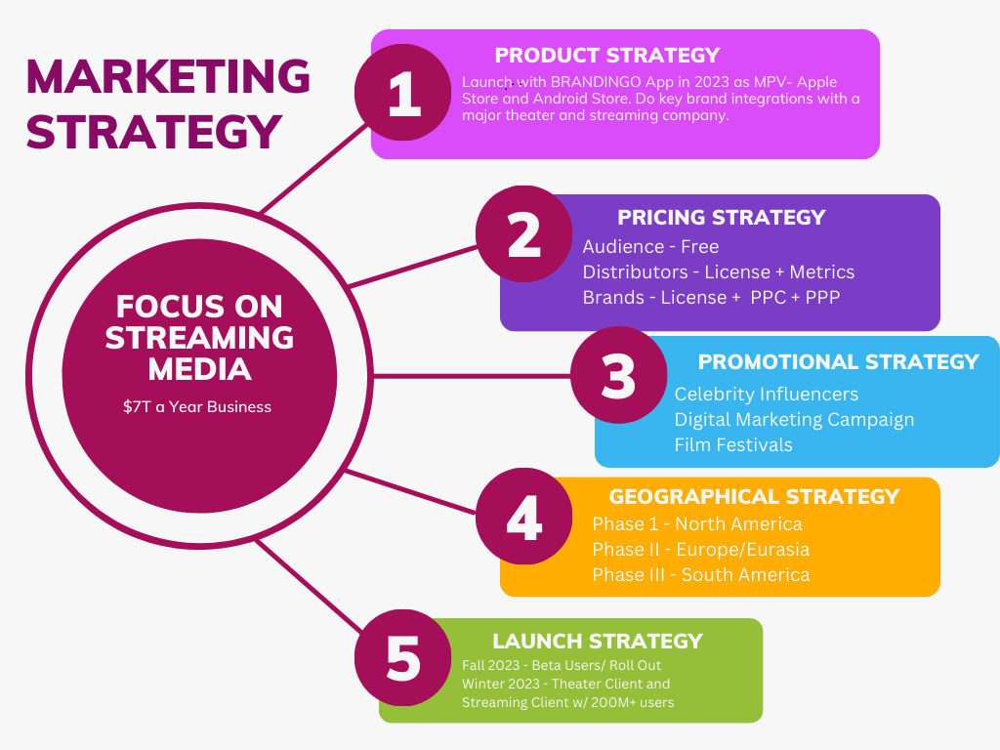 MARKETING
STRATEGY
1
PRODUCT STRATEGY
Launch with BRANDINGO App in 2023 as MPV- Apple
Store and Android Store. Do key brand integrations with a
major theater and streaming company.
2
PRICING STRATEGY
Audience - Free
Distributors - License + Metrics
Brands - License + PPC + PPP
FOCUS ON
STREAMING
MEDIA
$7T a Year Business
3
PROMOTIONAL STRATEGY
Celebrity Influencers
Digital Marketing Campaign
Film Festivals
4
GEOGRAPHICAL STRATEGY
Phase 1 - North America
Phase II - Europe/Eurasia
Phase III - South America
5
LAUNCH STRATEGY
Fall 2023 - Beta Users/ Roll Out
Winter 2023 - Theater Client and
Streaming Client w/ 200M+ users